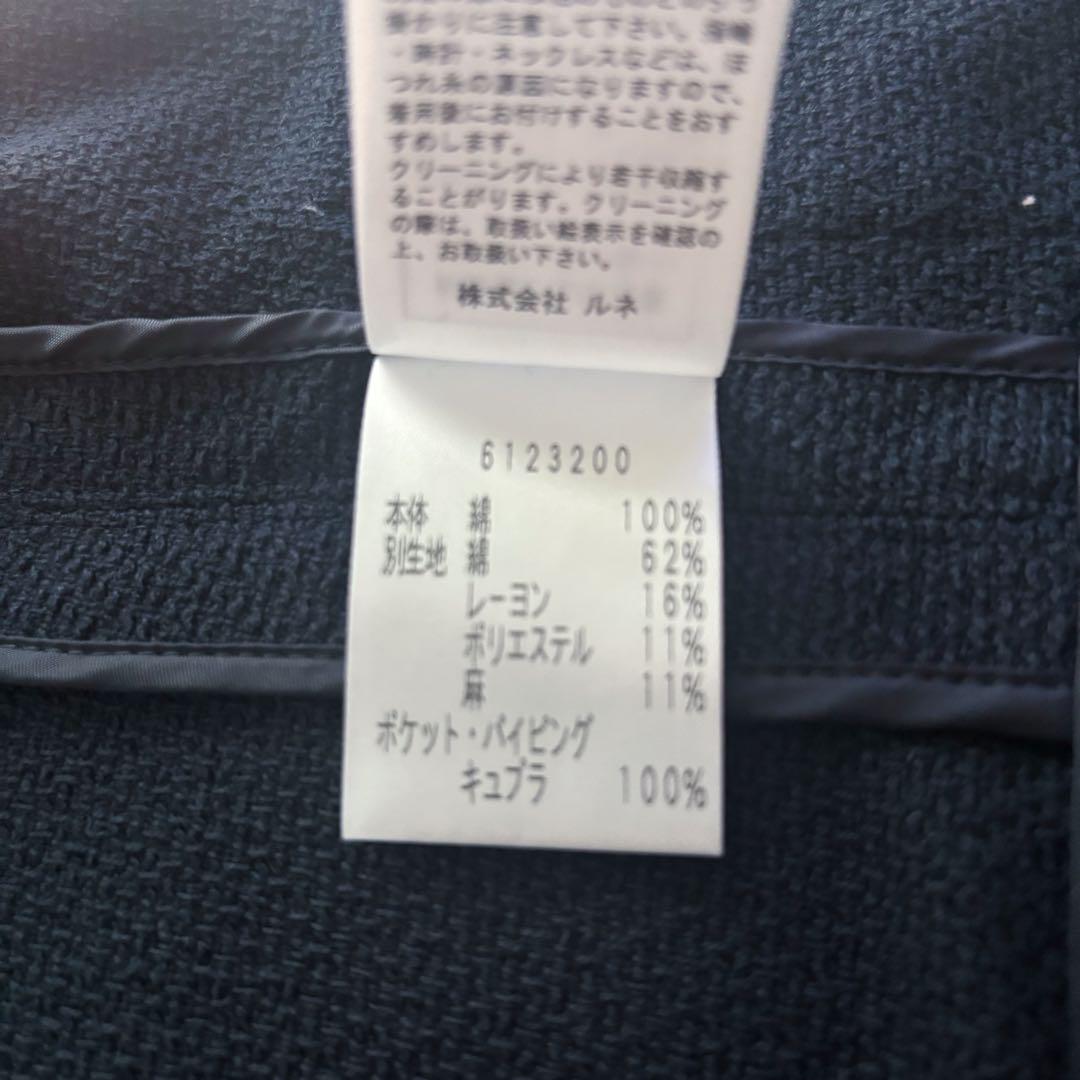 掛かりに注意して下さい。指輪
・時計・ネックレスなどは、ほ
つれ糸の原因になりますので、
着用後にお付けすることをおす
すめします。
クリーニングにより若干収縮す
ることがります。クリーニング
の際は、取扱い絵表示を確認の
上、お取扱い下さい。
株式会社 ルネ
6123200
本体 綿 100%
別生地 綿 62%
レーヨン 16%
ポリエステル 11%
麻 11%
ポケット・パイピング
キュプラ 100%